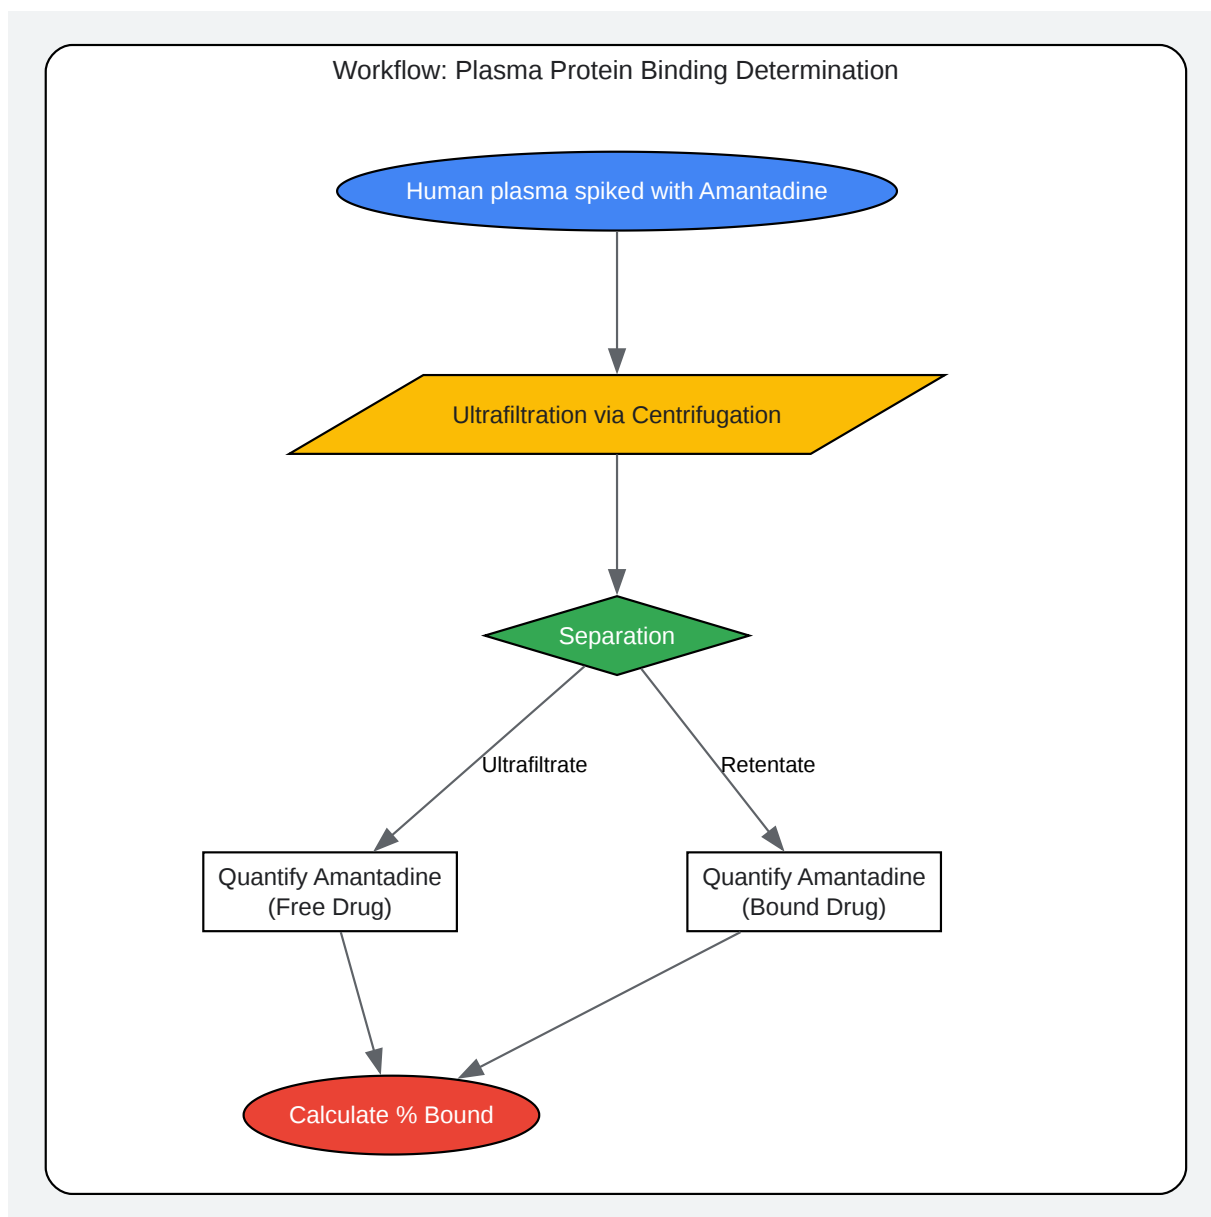 Workflow: Plasma Protein Binding Determination
Human plasma spiked with Amantadine
Ultrafiltration via Centrifugation
Separation
Ultrafiltrate
Retentate
Quantify Amantadine
(Free Drug)
Quantify Amantadine
(Bound Drug)
Calculate % Bound